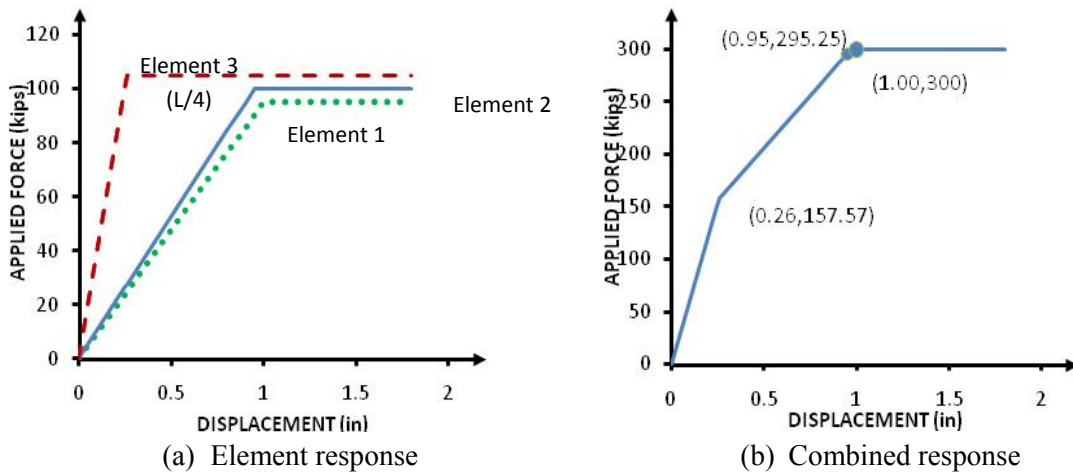 120
100
80
60
40
20
0
APPLIED FORCE (kips)
Element 3
(L/4)
Element 2
Element 1
0 0.5 1 1.5 2
DISPLACEMENT (in)
(a) Element response
300
250
200
150
100
50
0
APPLIED FORCE (kips)
(0.95,295.25)
(1.00,300)
(0.26,157.57)
0 0.5 1 1.5 2
DISPLACEMENT (in)
(b) Combined response